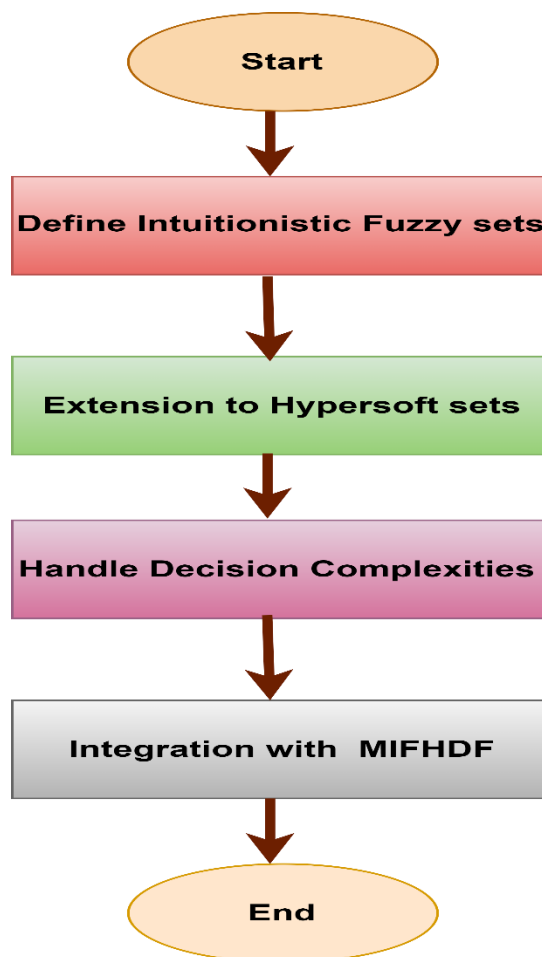 Start
Define Intuitionistic Fuzzy sets
Extension to Hypersoft sets
Handle Decision Complexities
Integration with MIFHDF
End